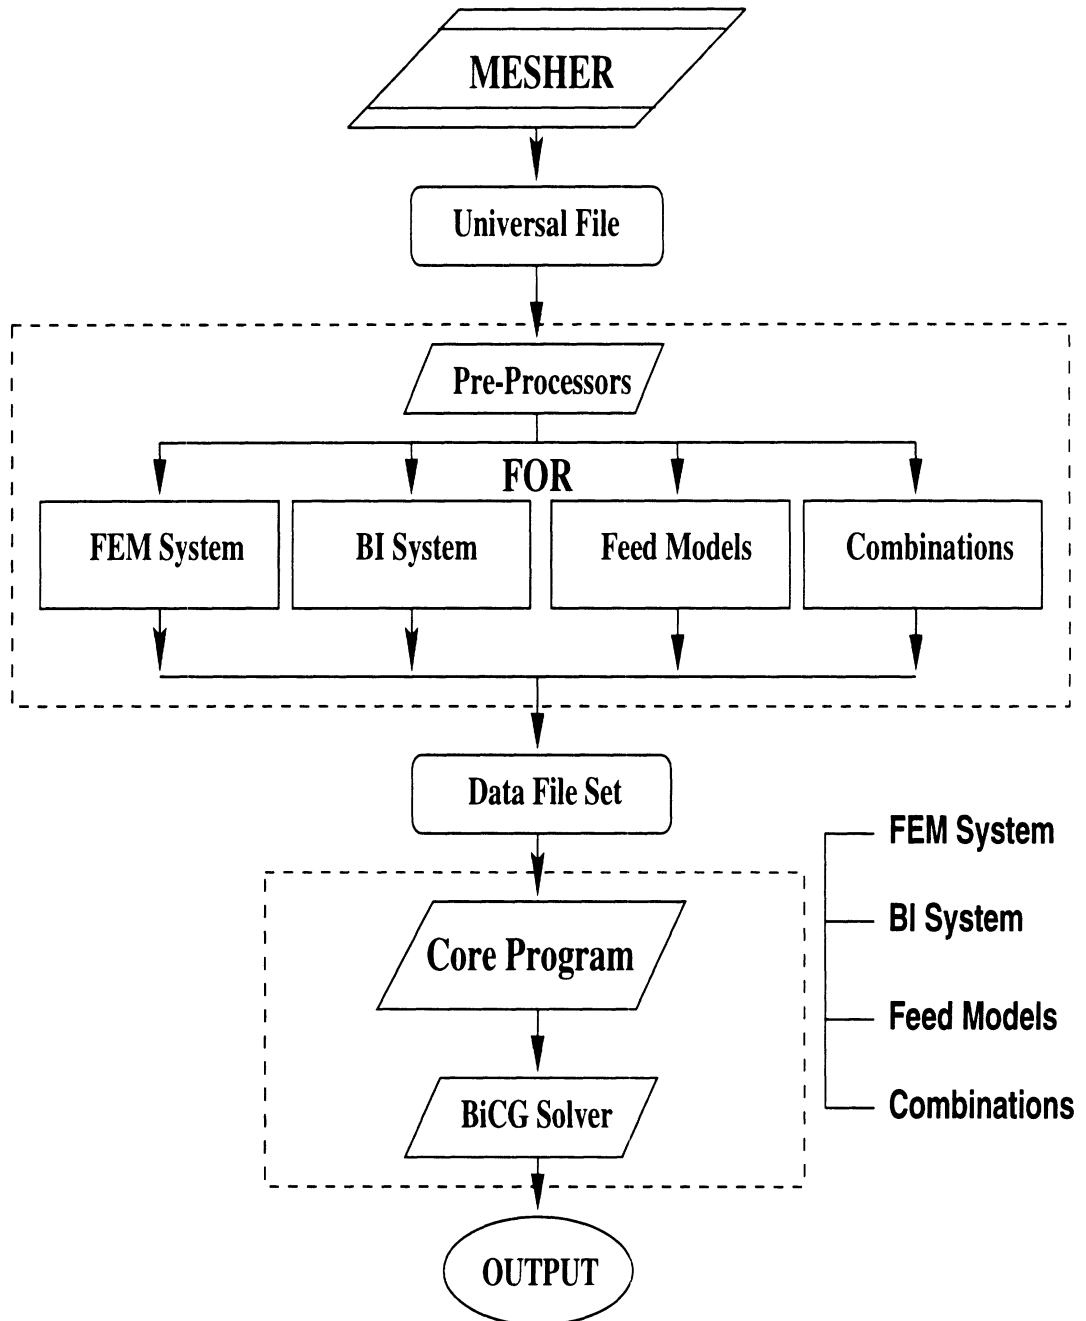 MESHER
Universal File
Pre-Processors
FOR
FEM System
BI System
Feed Models
Combinations
Data File Set
Core Program
BiCG Solver
OUTPUT
FEM System
BI System
Feed Models
Combinations